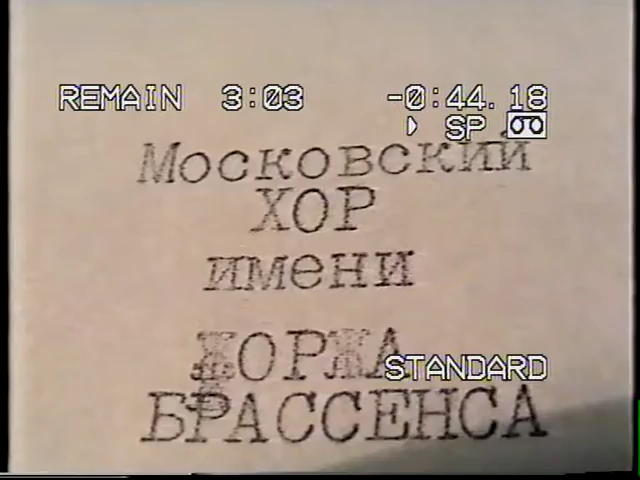 REMAIN 3:03 -0:44.18
SP
Московский
ХОР
имени
ЖОРЖА
STANDARD
БРАССЕНСА